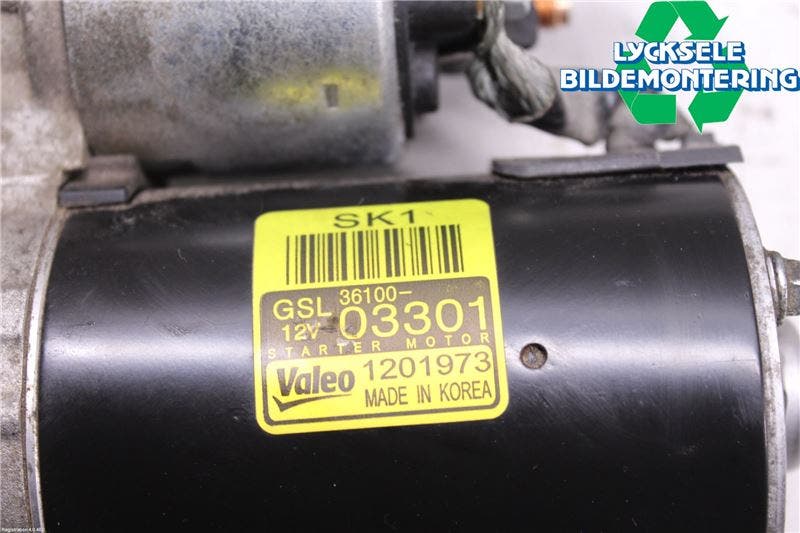 LYCKSELE
BILDEMONTERING
SK1
GSL 36100-
12V 03301
STARTER MOTOR
Valeo 1201973
MADE IN KOREA